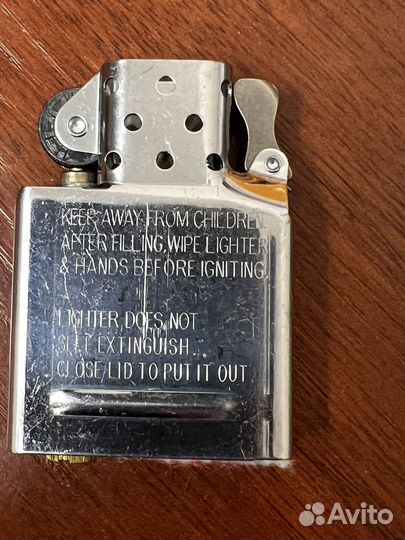 KEEP AWAY FROM CHILDREN.
AFTER FILLING, WIPE LIGHTER
& HANDS BEFORE IGNITING.
LIGHTER DOES NOT
SELF EXTINGUISH.
CLOSE LID TO PUT IT OUT
Avito